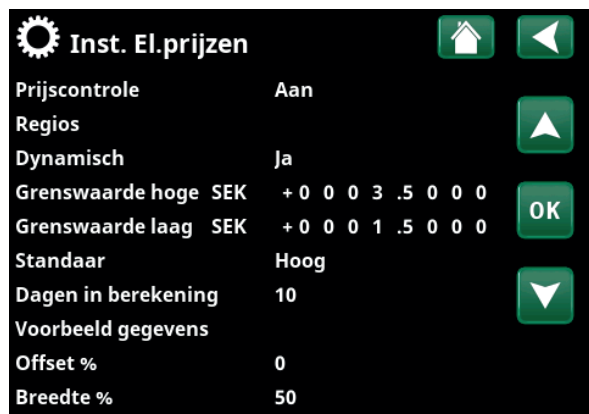 Inst. El.prijzen
Prijscontrole Aan
Regios
Dynamisch Ja
Grenswaarde hoge SEK +0 0 0 3 .5 0 0 0
OK
Grenswaarde laag SEK +0 0 0 1 .5 0 0 0
Standaar Hoog
Dagen in berekening 10
Voorbeeld gegevens
Offset % 0
Breedte % 50